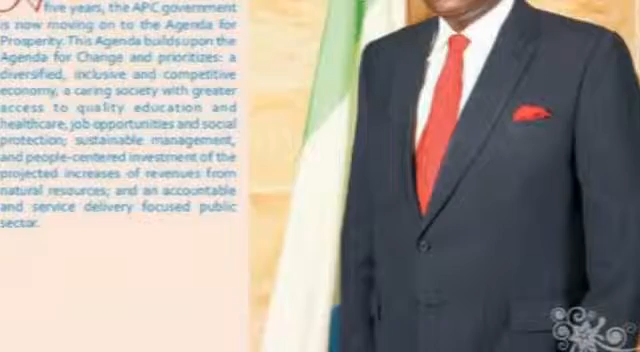 five years, the APC government
is now moving on to the Agenda for
Prosperity. This Agenda builds upon the
Agenda for Change and prioritizes: a
diversified, inclusive and competitive
economy, a caring society with greater
access to quality education and
healthcare, job opportunities and social
protection; sustainable management,
and people-centered investment of the
projected increases of revenues from
natural resources; and an accountable
and service delivery focused public
sector.